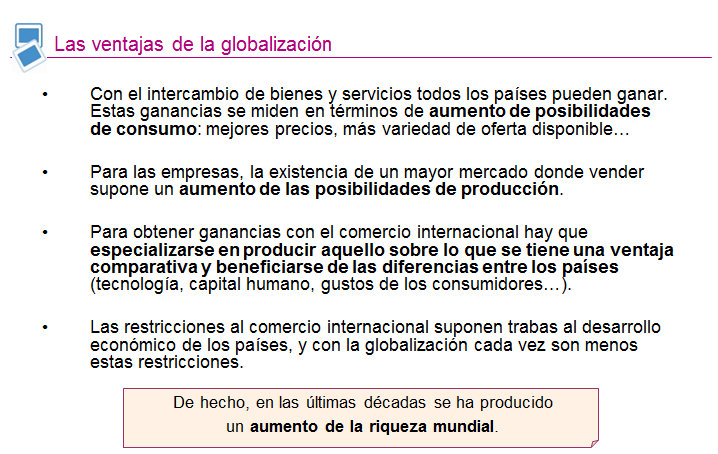 Las ventajas de la globalización
• Con el intercambio de bienes y servicios todos los países pueden ganar.
Estas ganancias se miden en términos de aumento de posibilidades
de consumo: mejores precios, más variedad de oferta disponible…
• Para las empresas, la existencia de un mayor mercado donde vender
supone un aumento de las posibilidades de producción.
• Para obtener ganancias con el comercio internacional hay que
especializarse en producir aquello sobre lo que se tiene una ventaja
comparativa y beneficiarse de las diferencias entre los países
(tecnología, capital humano, gustos de los consumidores…).
• Las restricciones al comercio internacional suponen trabas al desarrollo
económico de los países, y con la globalización cada vez son menos
estas restricciones.
De hecho, en las últimas décadas se ha producido
un aumento de la riqueza mundial.